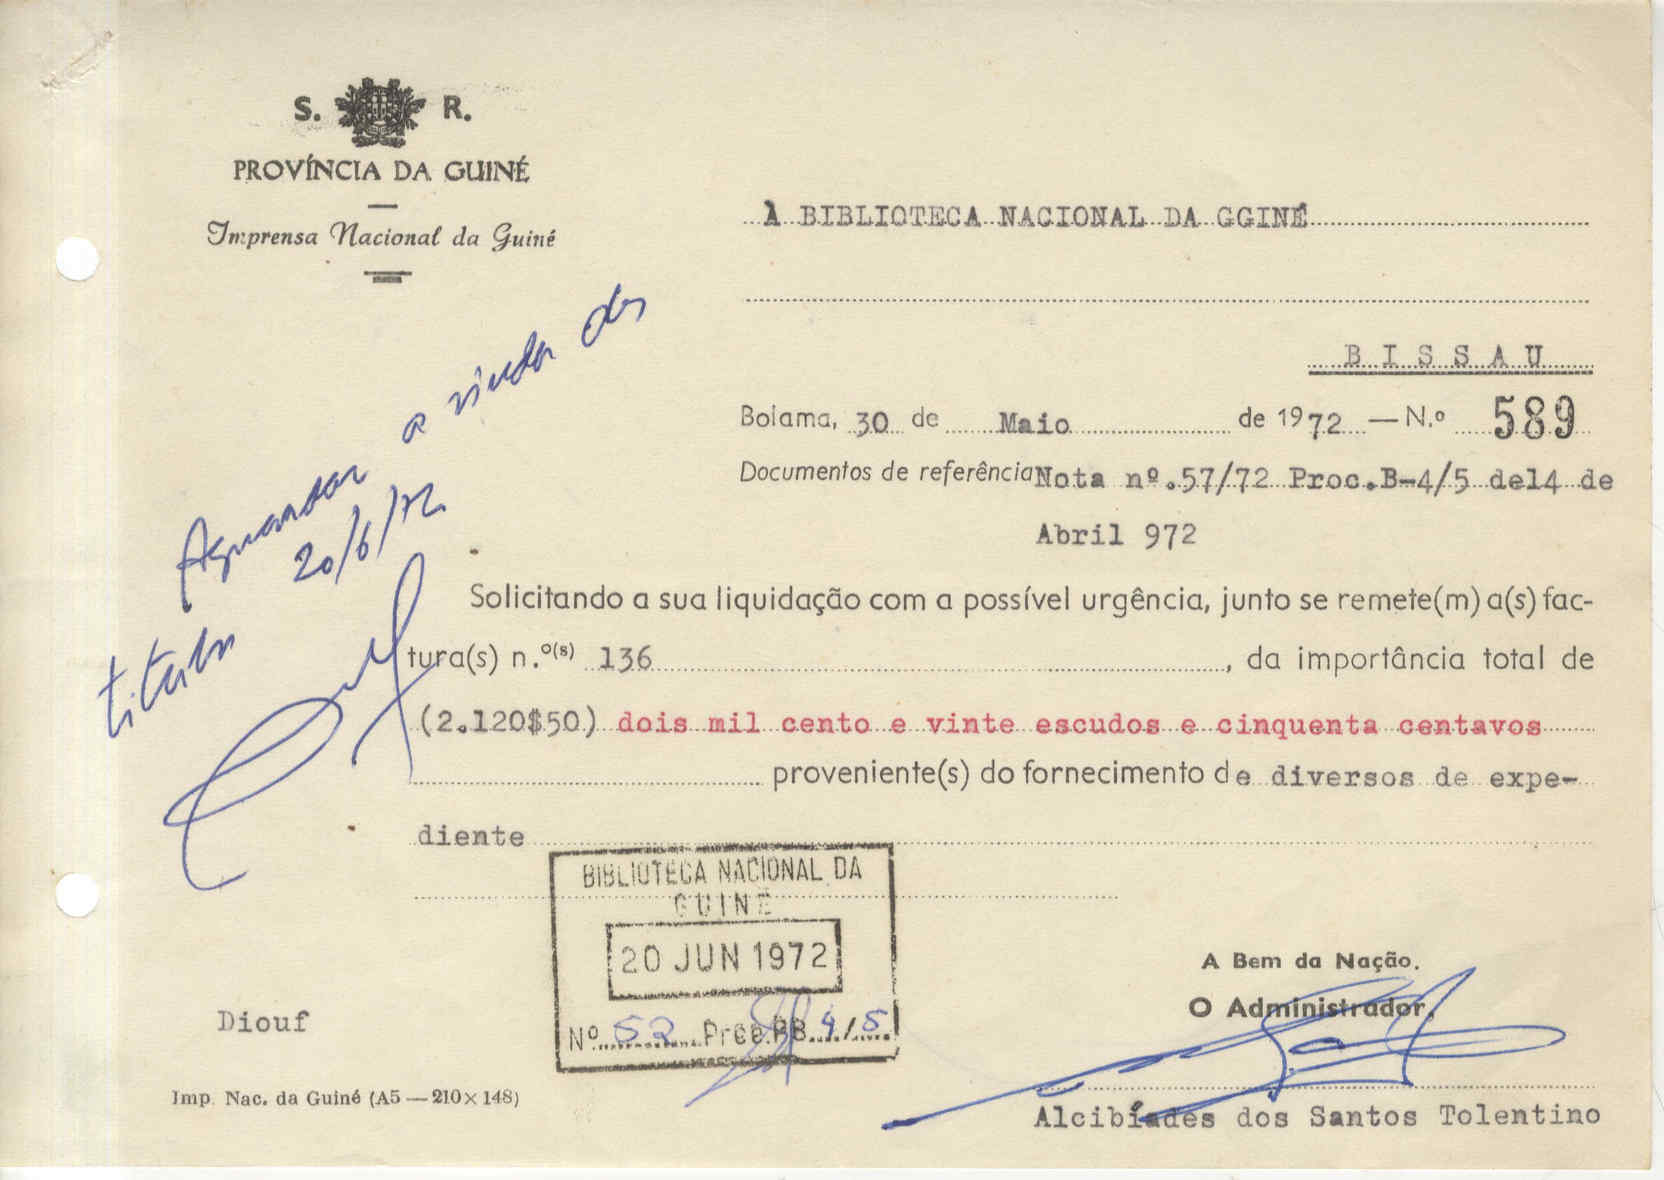 S. R.
PROVÍNCIA DA GUINÉ
Imprensa Nacional da Guiné
À BIBLIOTECA NACIONAL DA GGINÉ
BISSAU
Bolama, 30 de Maio de 1972 — N.º 589
Documentos de referência Nota nº.57/72 Proc.B-4/5 de14 de
Abril 972
Aguardar a vinda dos
titulos
20/6/72
Solicitando a sua liquidação com a possível urgência, junto se remete(m) a(s) fac-
tura(s) n.º(s) 136, da importância total de
(2.120$50) dois mil cento e vinte escudos e cinquenta centavos
proveniente(s) do fornecimento de diversos de expe-
diente
BIBLIOTECA NACIONAL DA
GUINÉ
20 JUN 1972
Nº 52 Proc. B 4/5
A Bem da Nação.
O Administrador,
Diouf
Alcibíades dos Santos Tolentino
Imp. Nac. da Guiné (A5 — 210×148)